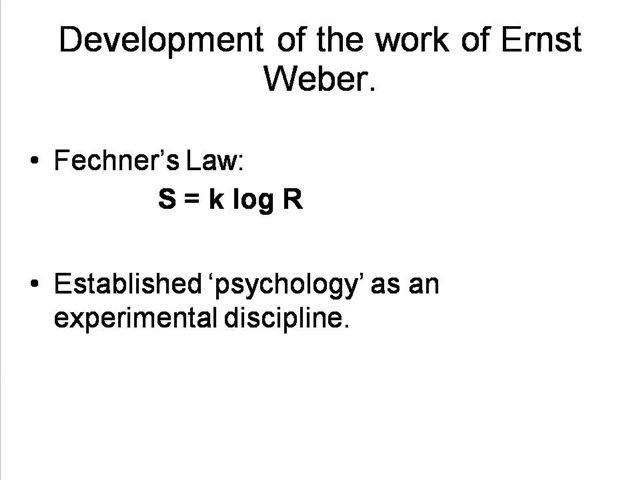 Development of the work of Ernst
Weber.
• Fechner’s Law:
S = k log R
• Established ‘psychology’ as an
experimental discipline.